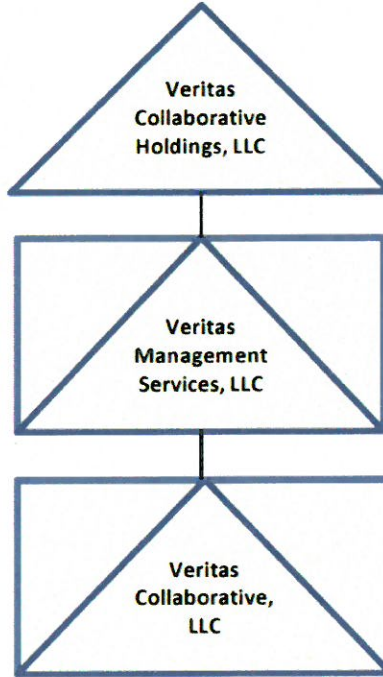 Veritas
Collaborative
Holdings, LLC
Veritas
Management
Services, LLC
Veritas
Collaborative,
LLC